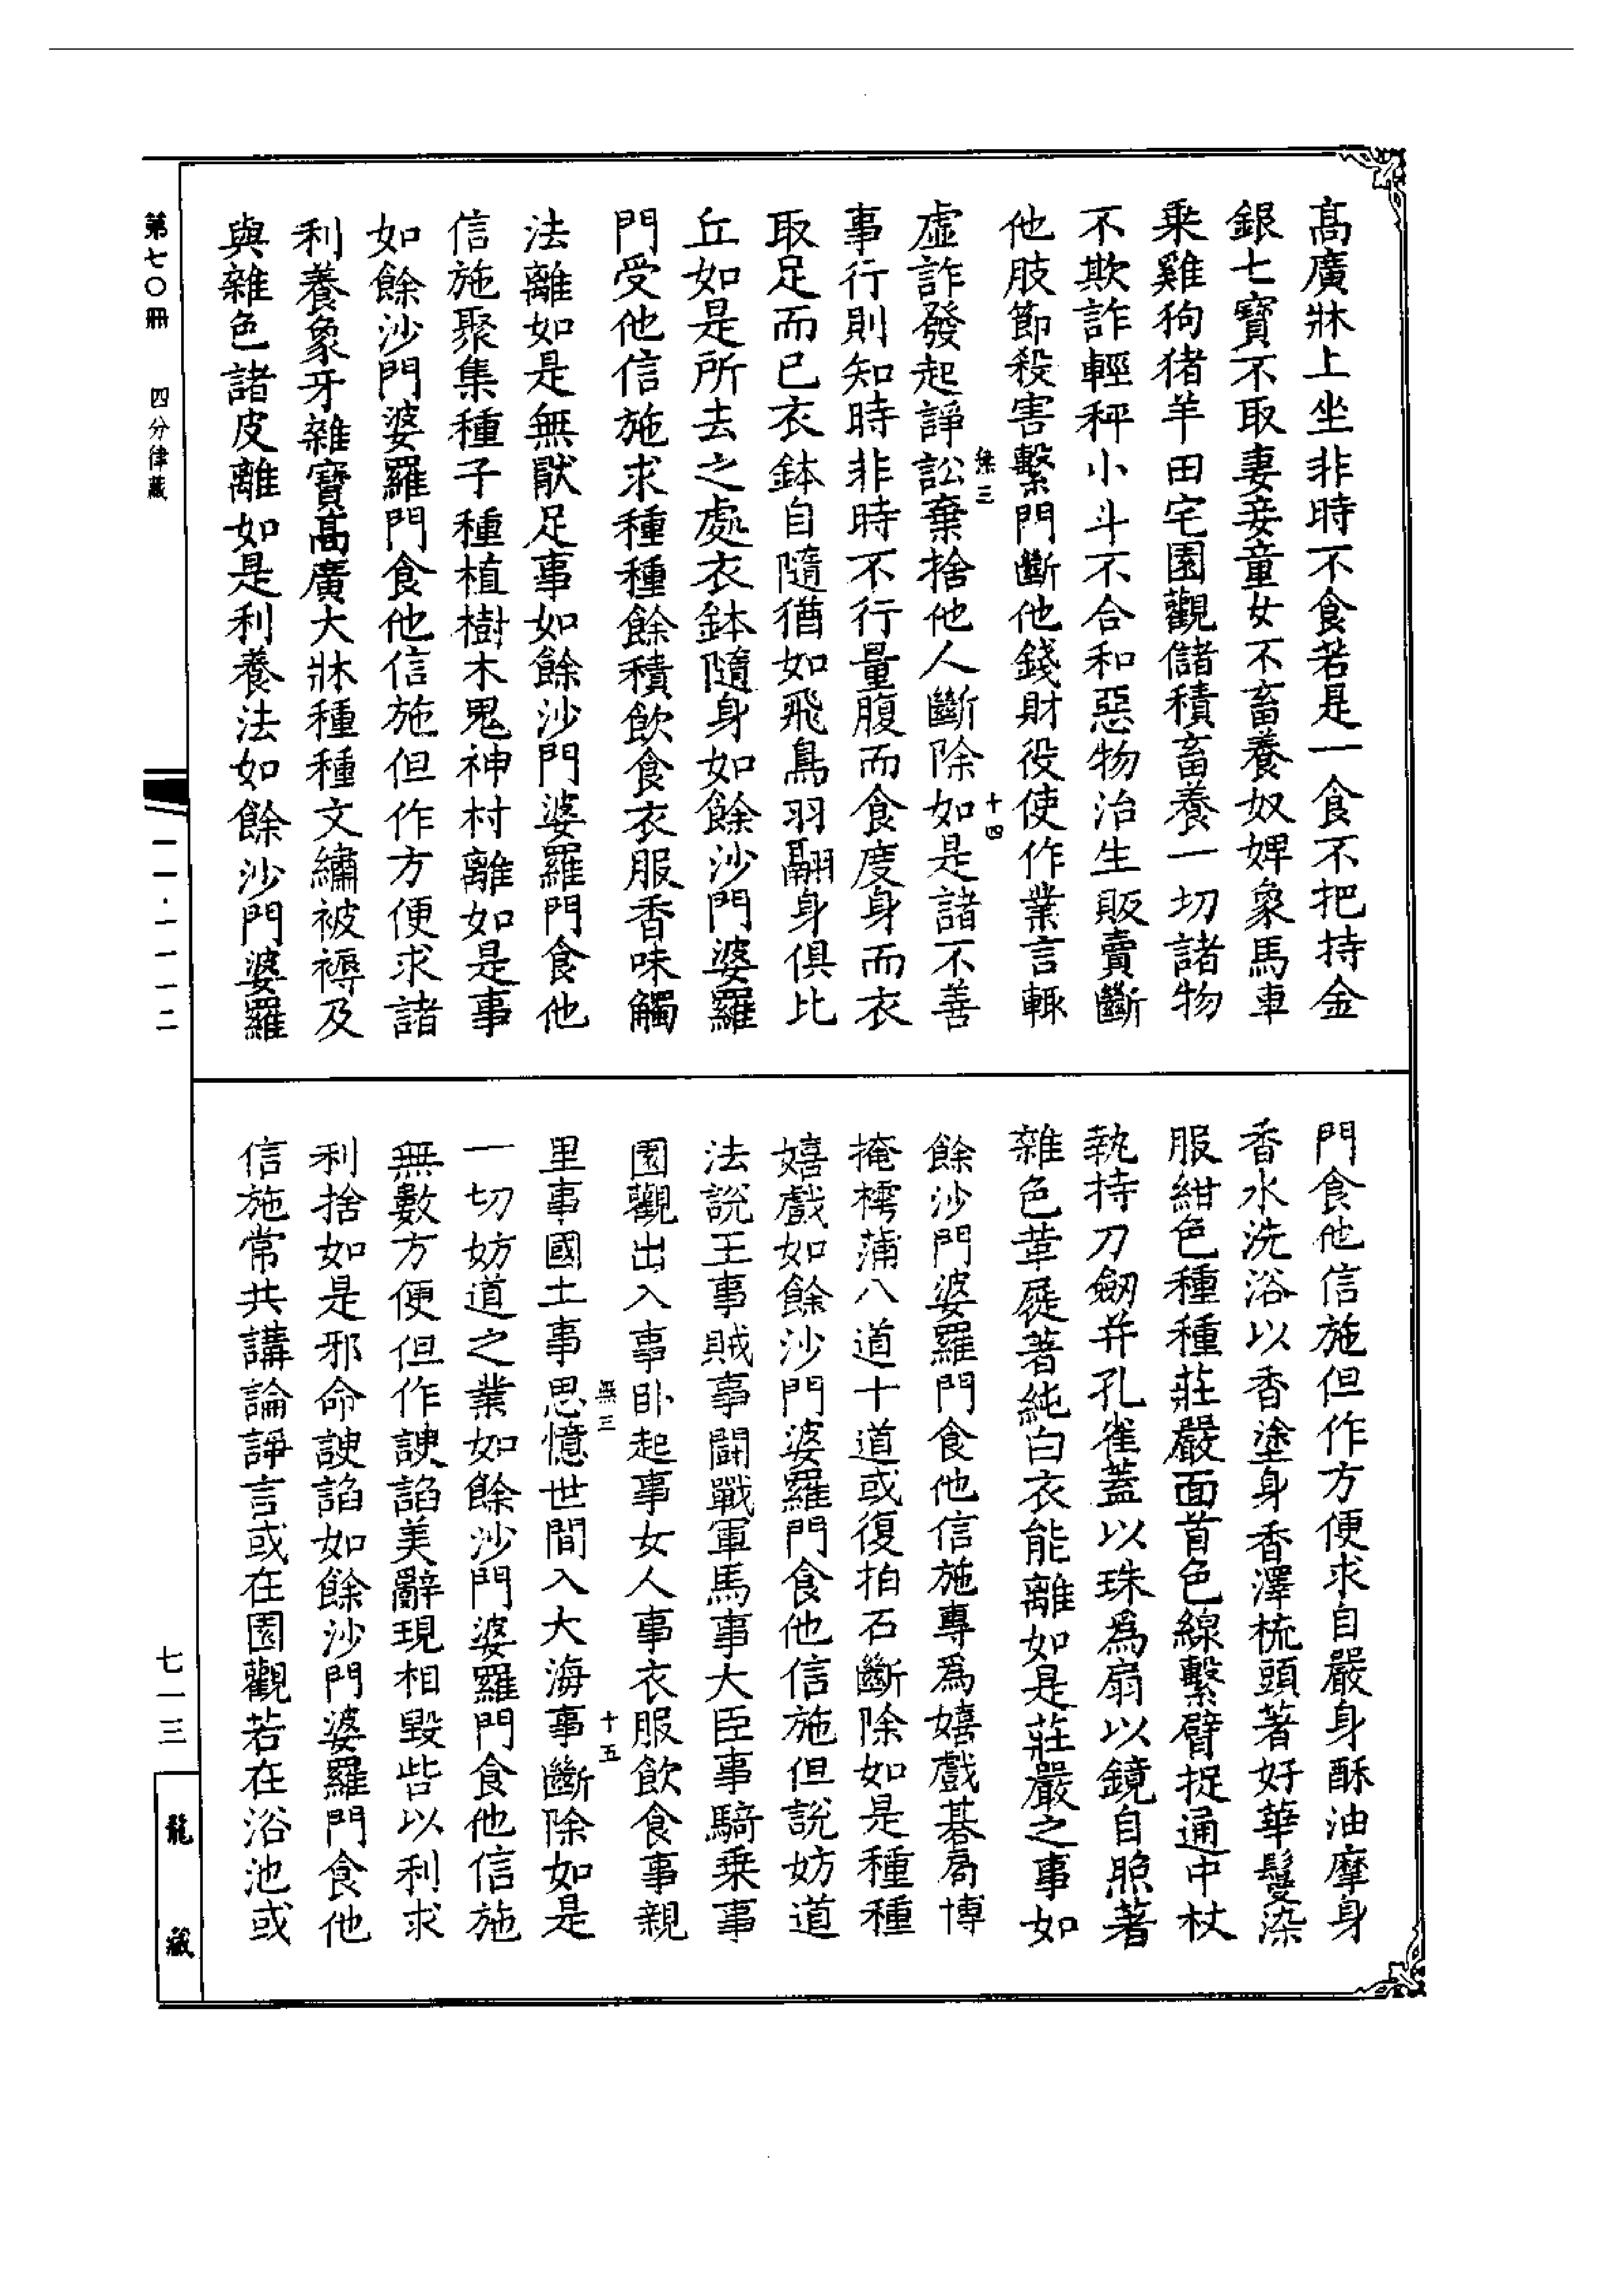 高廣牀上坐非時不食若是一食不把持金
銀七寶不取妻妾童女不畜養奴婢象馬車
乘雞狗猪羊田宅園觀儲積畜養一切諸物
不欺詐輕秤小斗不合和惡物治生販賣斷
他肢節殺害繫門斷他錢財役使作業言輒
虛詐發起諍訟棄捨他人斷除如是諸不善
事行則知時非時不行量腹而食度身而衣
取足而已衣鉢自隨猶如飛鳥羽翮身俱比
丘如是所去之處衣鉢隨身如餘沙門婆羅
門受他信施求種種餘積飲食衣服香味觸
法離如是無猒足事如餘沙門婆羅門食他
信施聚集種子種植樹木鬼神村離如是事
如餘沙門婆羅門食他信施但作方便求諸
利養象牙雜寶高廣大牀種種文繡被褥及
與雜色諸皮離如是利養法如餘沙門婆羅
門食他信施但作方便求自嚴身酥油摩身
香水洗浴以香塗身香澤梳頭著好華鬘染
服紺色種種莊嚴面首色線繫臂捉通中杖
執持刀劒并孔雀蓋以珠爲扇以鏡自照著
雜色革屣著純白衣能離如是莊嚴之事如
餘沙門婆羅門食他信施專爲嬉戲碁局博
掩樗蒲八道十道或復拍石斷除如是種種
嬉戲如餘沙門婆羅門食他信施但說妨道
法說王事賊事鬪戰軍馬事大臣事騎乘事
園觀出入事卧起事女人事衣服飲食事親
里事國土事思憶世間入大海事斷除如是
一切妨道之業如餘沙門婆羅門食他信施
無數方便但作諛諂美辭現相毀呰以利求
利捨如是邪命諛諂如餘沙門婆羅門食他
信施常共講論諍言或在園觀若在浴池或
三
十四
無三
十五
第七〇冊
四分律藏
一一·一一一二
七一三
龍藏